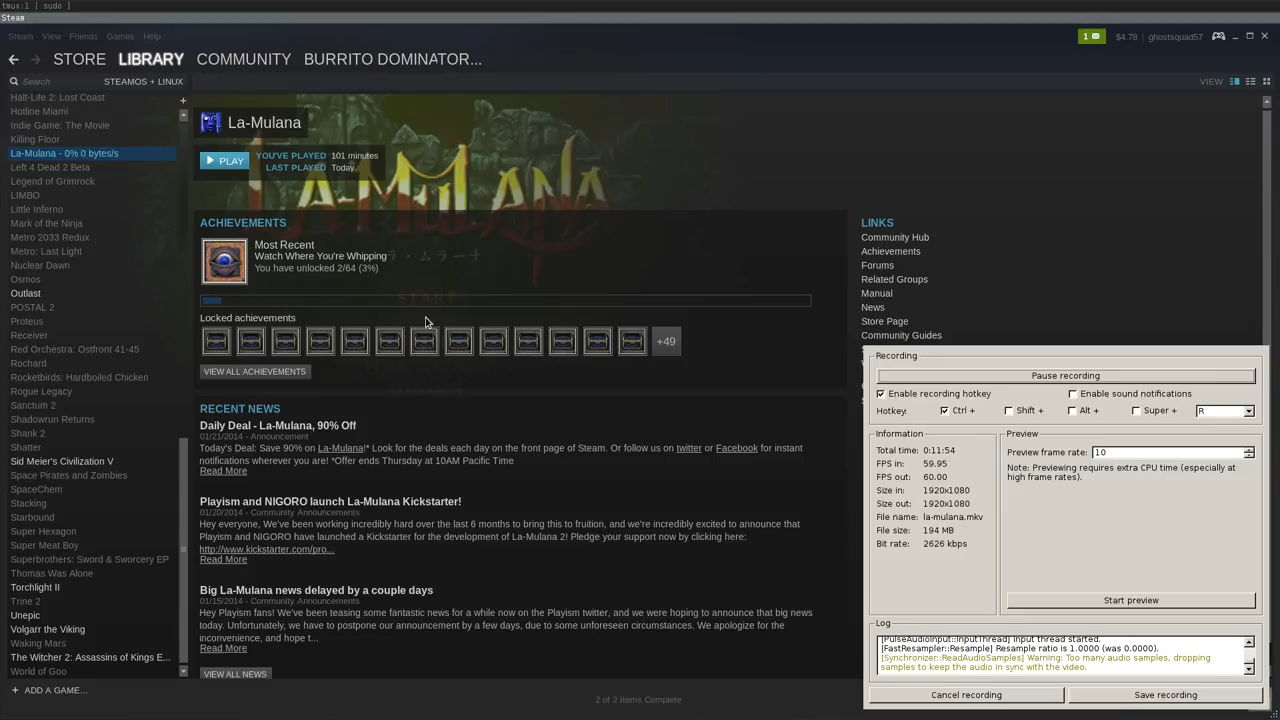 tmux:1 | sudo |
Steam
Steam View Friends Games Help
1
$4.78 | ghostsquad57
STORE LIBRARY COMMUNITY BURRITO DOMINATOR...
Search
STEAMOS + LINUX
VIEW
Half-Life 2: Lost Coast
Hotline Miami
Indie Game: The Movie
Killing Floor
La-Mulana - 0% 0 bytes/s
Left 4 Dead 2 Beta
Legend of Grimrock
LIMBO
Little Inferno
Mark of the Ninja
Metro 2033 Redux
Metro: Last Light
Nuclear Dawn
Osmos
Outlast
POSTAL 2
Proteus
Receiver
Red Orchestra: Ostfront 41-45
Rochard
Rocketbirds: Hardboiled Chicken
Rogue Legacy
Sanctum 2
Shadowrun Returns
Shank 2
Shatter
Sid Meier's Civilization V
Space Pirates and Zombies
SpaceChem
Stacking
Starbound
Super Hexagon
Super Meat Boy
Superbrothers: Sword & Sworcery EP
Thomas Was Alone
Torchlight II
Trine 2
Unepic
Volgarr the Viking
Waking Mars
The Witcher 2: Assassins of Kings E...
World of Goo
+ ADD A GAME...
La-Mulana
LA-MULANA
ラ・ムラーナ
START
PLAY
YOU'VE PLAYED 101 minutes
LAST PLAYED Today
ACHIEVEMENTS
Most Recent
Watch Where You're Whipping
You have unlocked 2/64 (3%)
Locked achievements
+49
VIEW ALL ACHIEVEMENTS
RECENT NEWS
Daily Deal - La-Mulana, 90% Off
01/21/2014 - Announcement
Today's Deal: Save 90% on La-Mulana!* Look for the deals each day on the front page of Steam. Or follow us on twitter or Facebook for instant
notifications wherever you are! *Offer ends Thursday at 10AM Pacific Time
Read More
Playism and NIGORO launch La-Mulana Kickstarter!
01/20/2014 - Community Announcements
Hey everyone, We've been working incredibly hard over the last 6 months to bring this to fruition, and we're incredibly excited to announce that
Playism and NIGORO have launched a Kickstarter for the development of La-Mulana 2! Pledge your support now by clicking here:
http://www.kickstarter.com/pro...
Read More
Big La-Mulana news delayed by a couple days
01/15/2014 - Community Announcements
Hey Playism fans! We've been teasing some fantastic news for a while now on the Playism twitter, and we were hoping to announce that big news
today. Unfortunately, we have to postpone our announcement by a few days, due to some unforeseen circumstances. We apologize for the
inconvenience, and hope t...
Read More
VIEW ALL NEWS
2 of 2 Items Complete
LINKS
Community Hub
Achievements
Forums
Related Groups
Manual
News
Store Page
Community Guides
Recording
Pause recording
Enable recording hotkey
Enable sound notifications
Hotkey: Ctrl + Shift + Alt + Super + R
Information
Total time: 0:11:54
FPS in: 59.95
FPS out: 60.00
Size in: 1920x1080
Size out: 1920x1080
File name: la-mulana.mkv
File size: 194 MB
Bit rate: 2626 kbps
Preview
Preview frame rate: 10
Note: Previewing requires extra CPU time (especially at
high frame rates).
Start preview
Log
[PulseAudioInput::InputThread] Input thread started.
[FastResampler::Resample] Resample ratio is 1.0000 (was 0.0000).
[Synchronizer::ReadAudioSamples] Warning: Too many audio samples, dropping
samples to keep the audio in sync with the video.
Cancel recording
Save recording